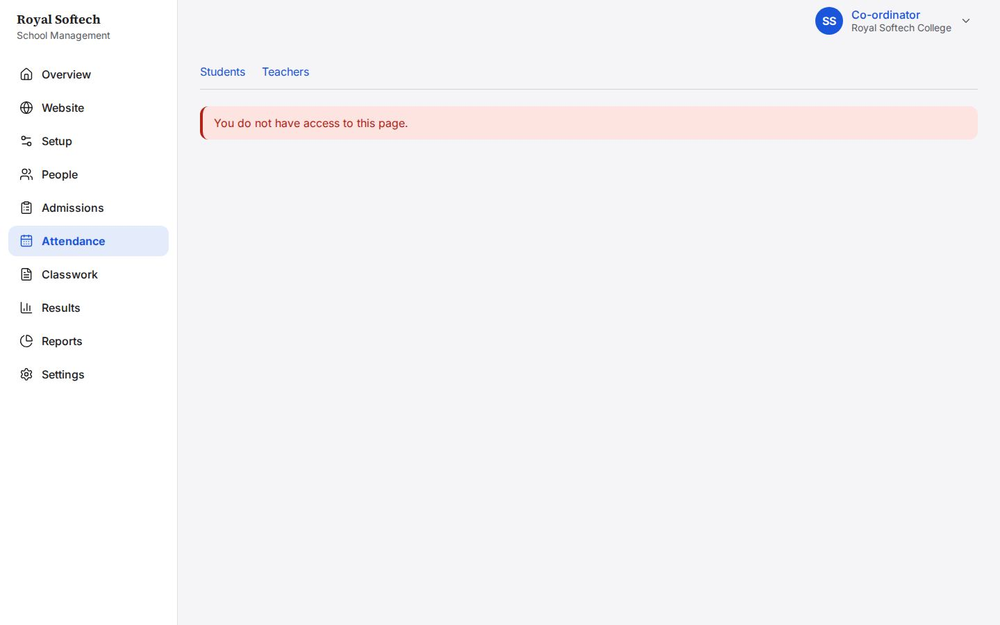 Royal Softech
School Management
Overview
Website
Setup
People
Admissions
Attendance
Classwork
Results
Reports
Settings
SS
Co-ordinator
Royal Softech College
Students Teachers
You do not have access to this page.